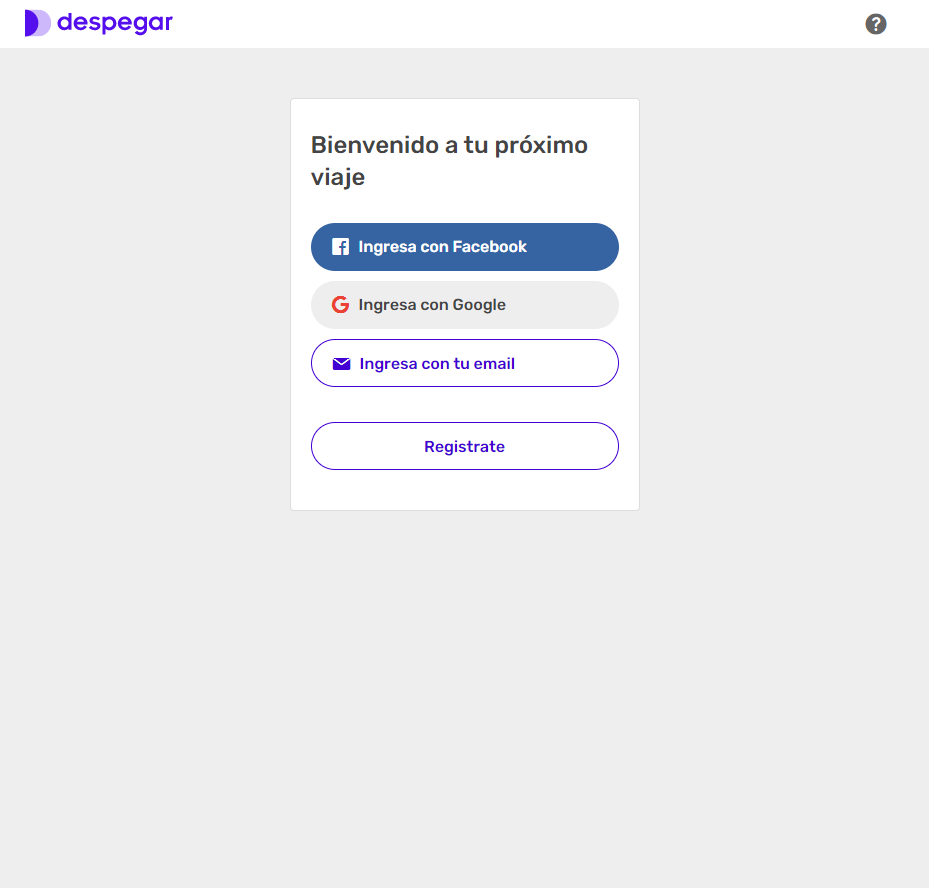 despegar
?
Bienvenido a tu próximo
viaje
Ingresa con Facebook
Ingresa con Google
Ingresa con tu email
Registrate